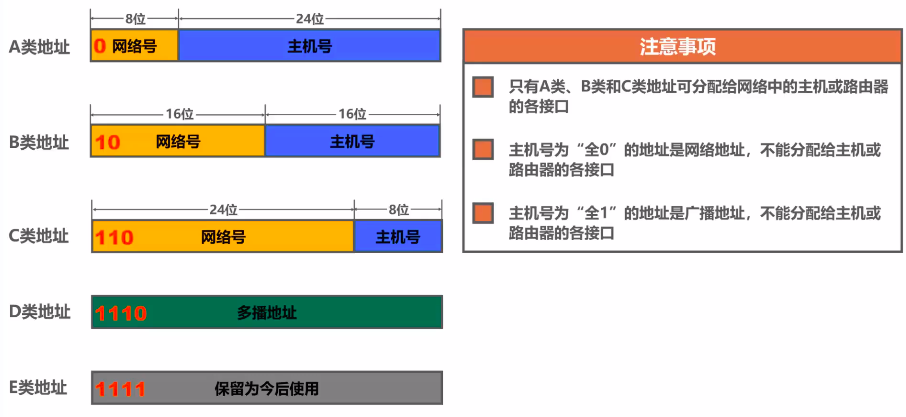 8位
24位
A类地址
0 网络号
主机号
16位
16位
B类地址
10 网络号
主机号
24位
8位
C类地址
110 网络号
主机号
D类地址
1110 多播地址
E类地址
1111 保留为今后使用
注意事项
只有A类、B类和C类地址可分配给网络中的主机或路由器
的各接口
主机号为“全0”的地址是网络地址，不能分配给主机或
路由器的各接口
主机号为“全1”的地址是广播地址，不能分配给主机或
路由器的各接口